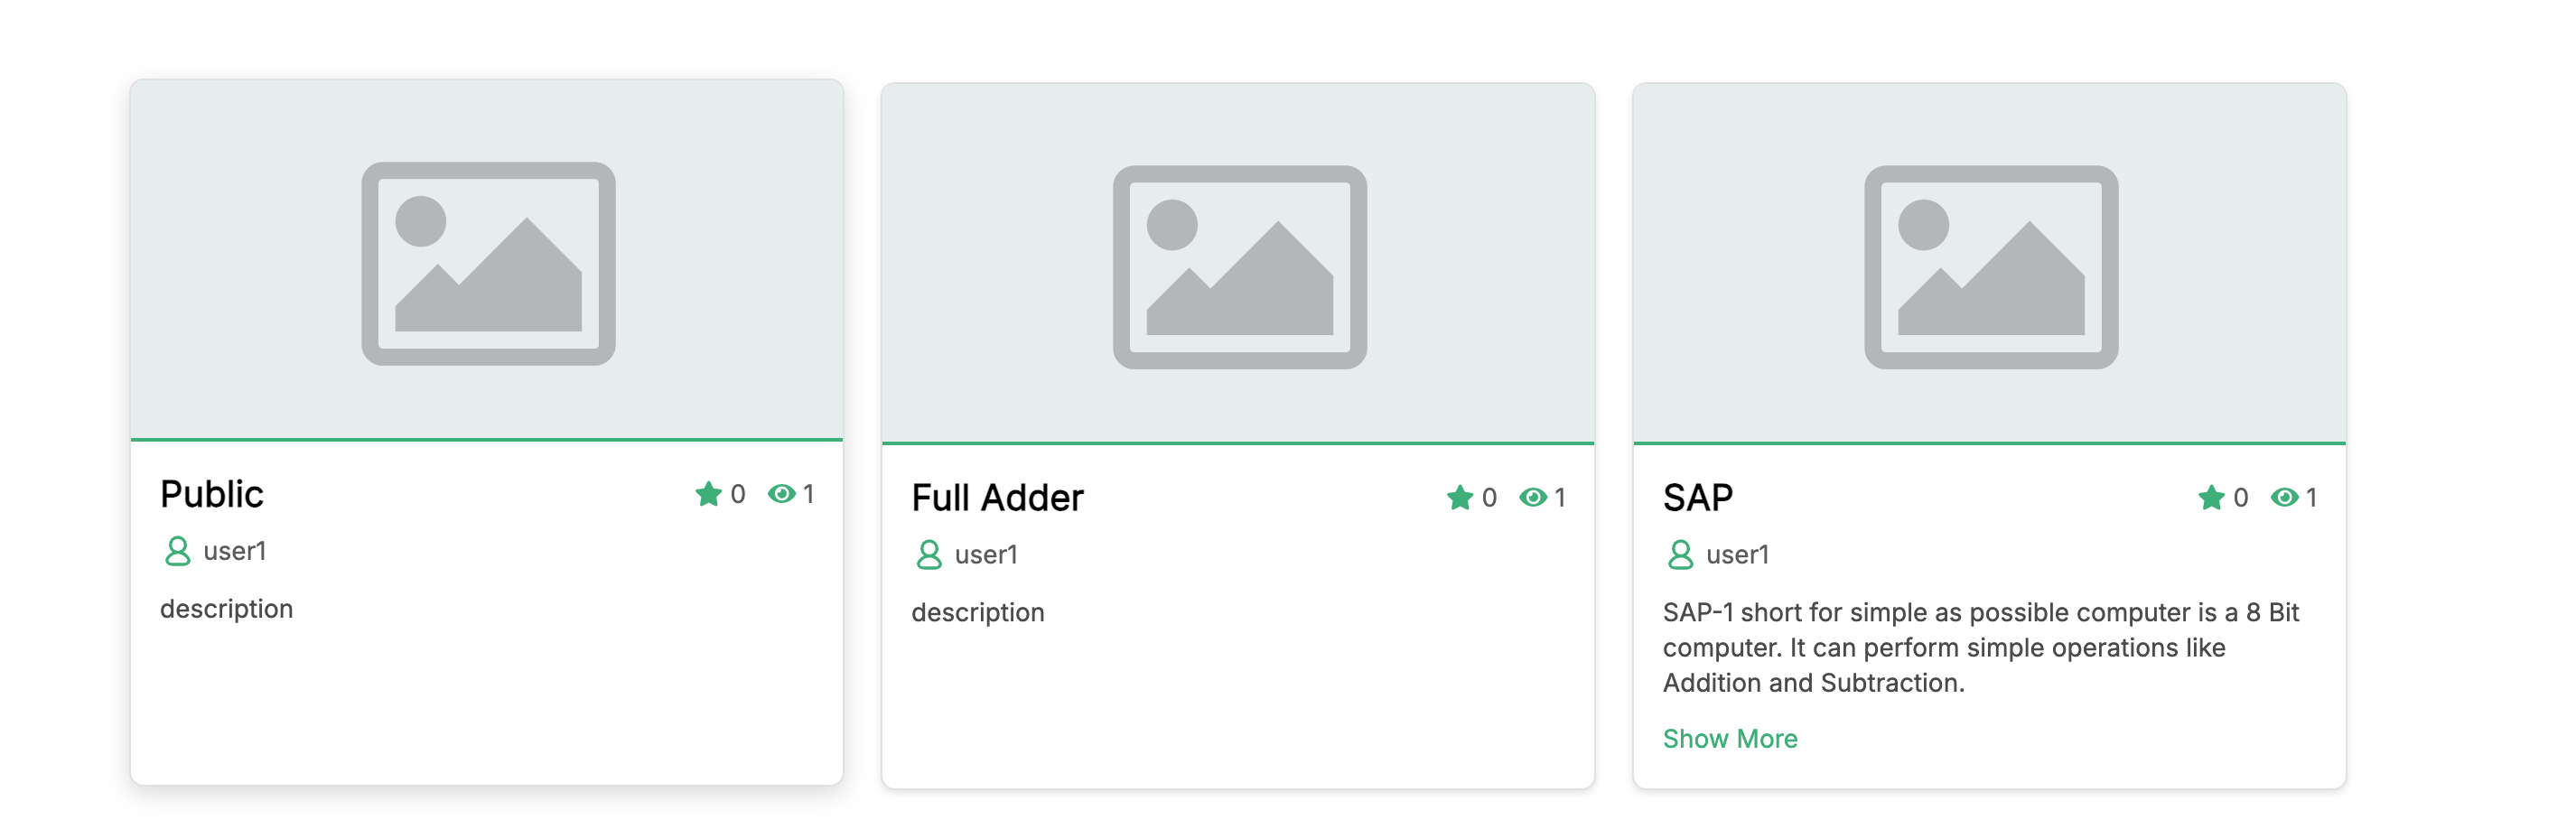 Public
0 1
user1
description
Full Adder
0 1
user1
description
SAP
0 1
user1
SAP-1 short for simple as possible computer is a 8 Bit
computer. It can perform simple operations like
Addition and Subtraction.
Show More